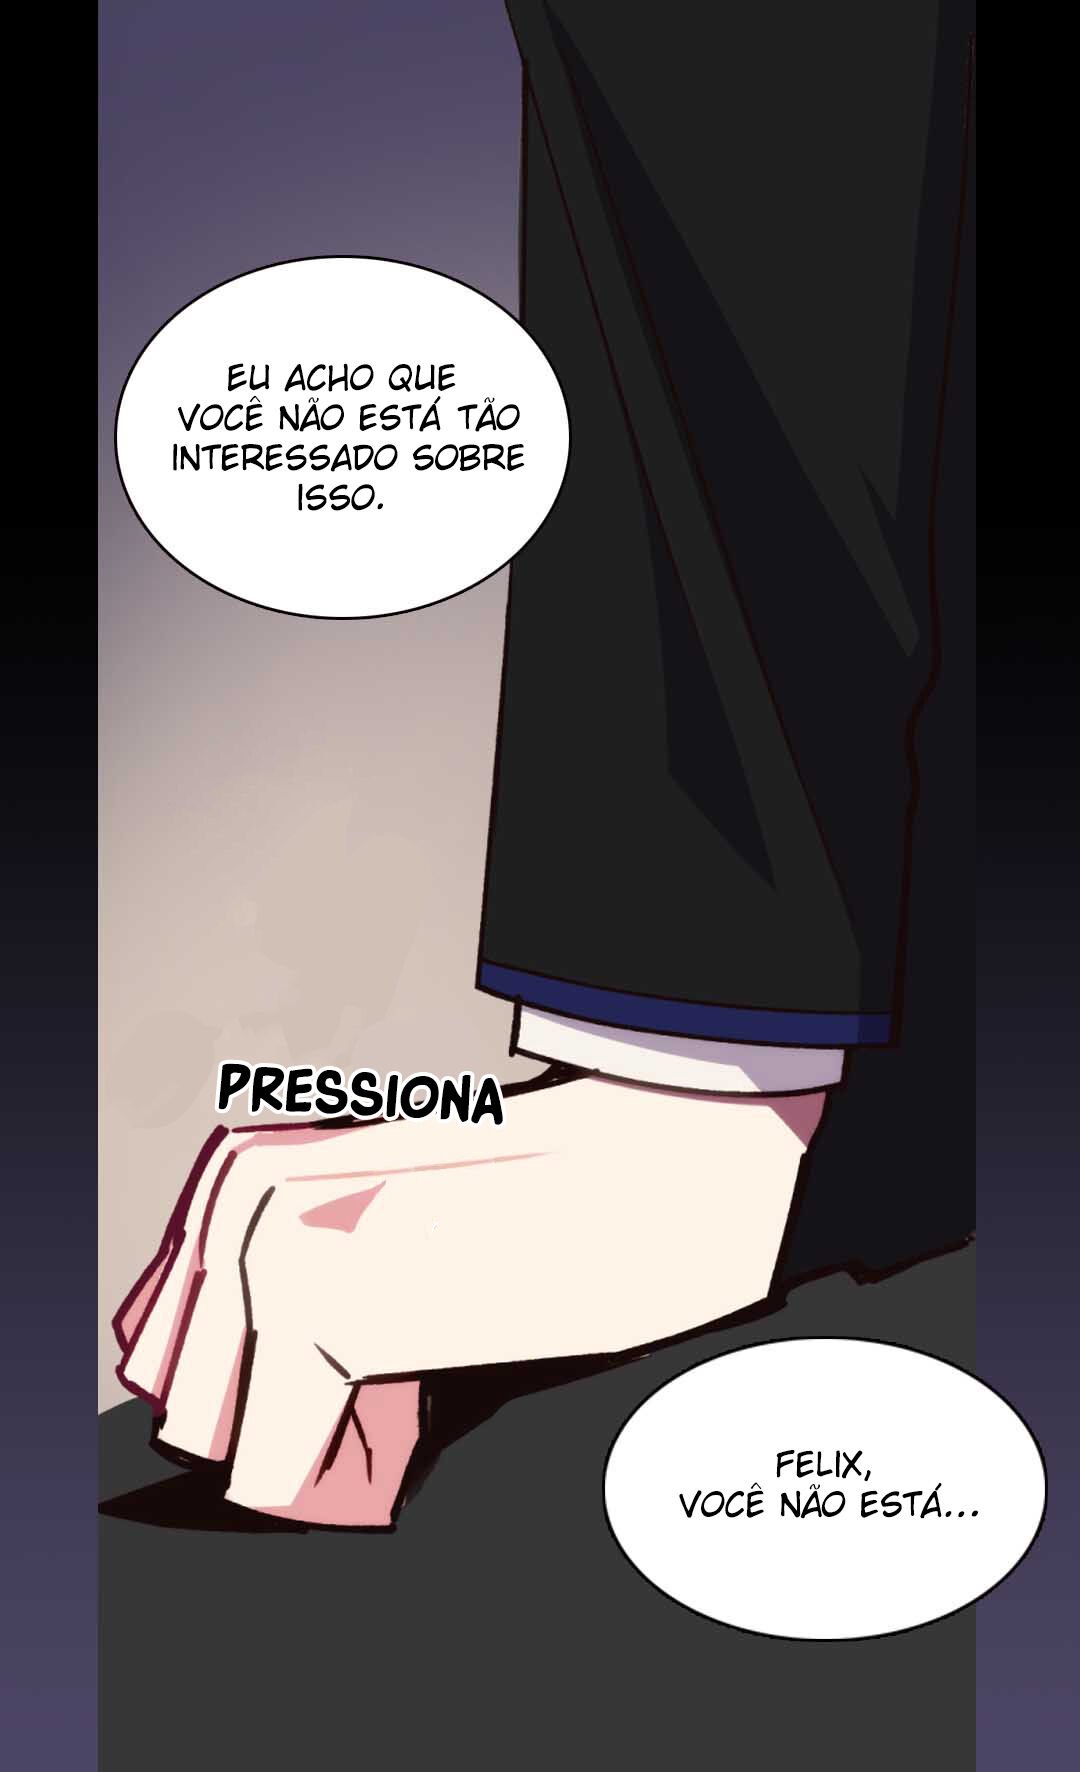 EU ACHO QUE
VOCÊ NÃO ESTÁ TÃO
INTERESSADO SOBRE
ISSO.
PRESSIONA
FELIX,
VOCÊ NÃO ESTÁ...